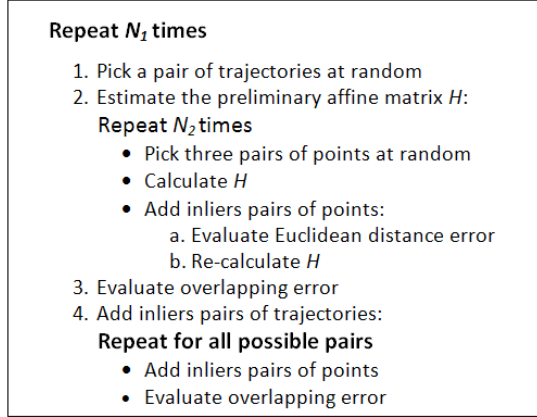 Repeat N1 times
1. Pick a pair of trajectories at random
2. Estimate the preliminary affine matrix H:
Repeat N2 times
• Pick three pairs of points at random
• Calculate H
• Add inliers pairs of points:
a. Evaluate Euclidean distance error
b. Re-calculate H
3. Evaluate overlapping error
4. Add inliers pairs of trajectories:
Repeat for all possible pairs
• Add inliers pairs of points
• Evaluate overlapping error